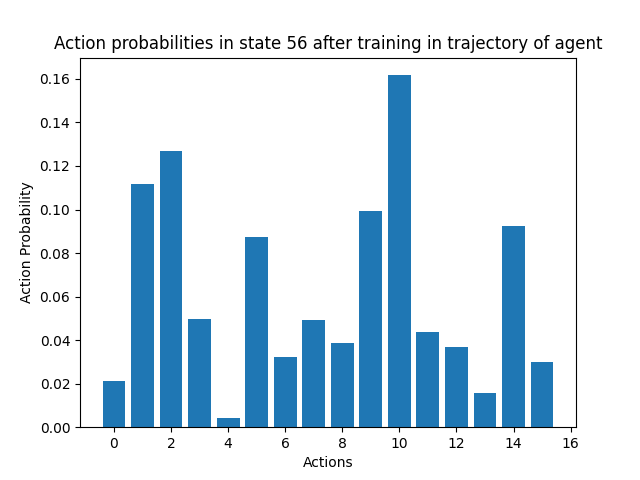 Action probabilities in state 56 after training in trajectory of agent
Action Probability
0.16
0.14
0.12
0.10
0.08
0.06
0.04
0.02
0.00
0 2 4 6 8 10 12 14 16
Actions